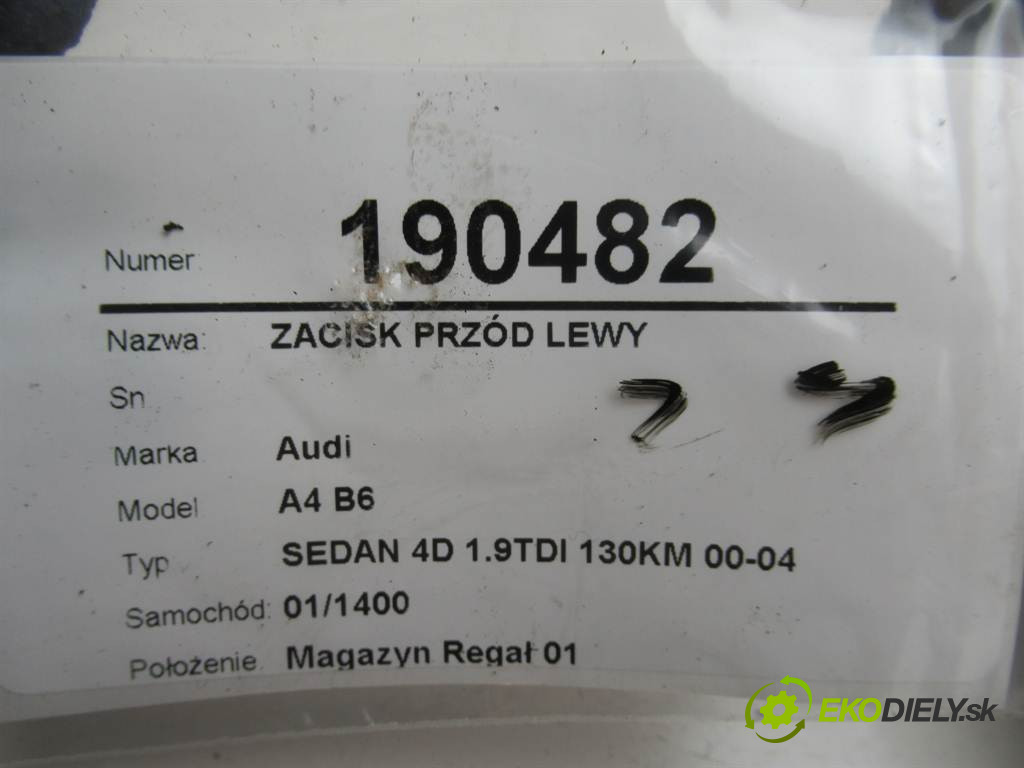 Numer: 190482
Nazwa: ZACISK PRZÓD LEWY
Sn
Marka Audi
Model A4 B6
Typ SEDAN 4D 1.9TDI 130KM 00-04
Samochód: 01/1400
Położenie: Magazyn Regał 01
EKODIELY.sk